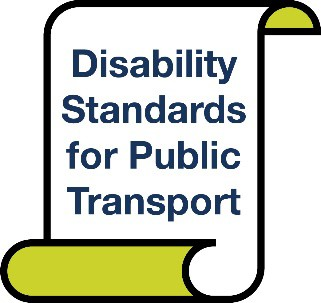 Disability
Standards
for Public
Transport